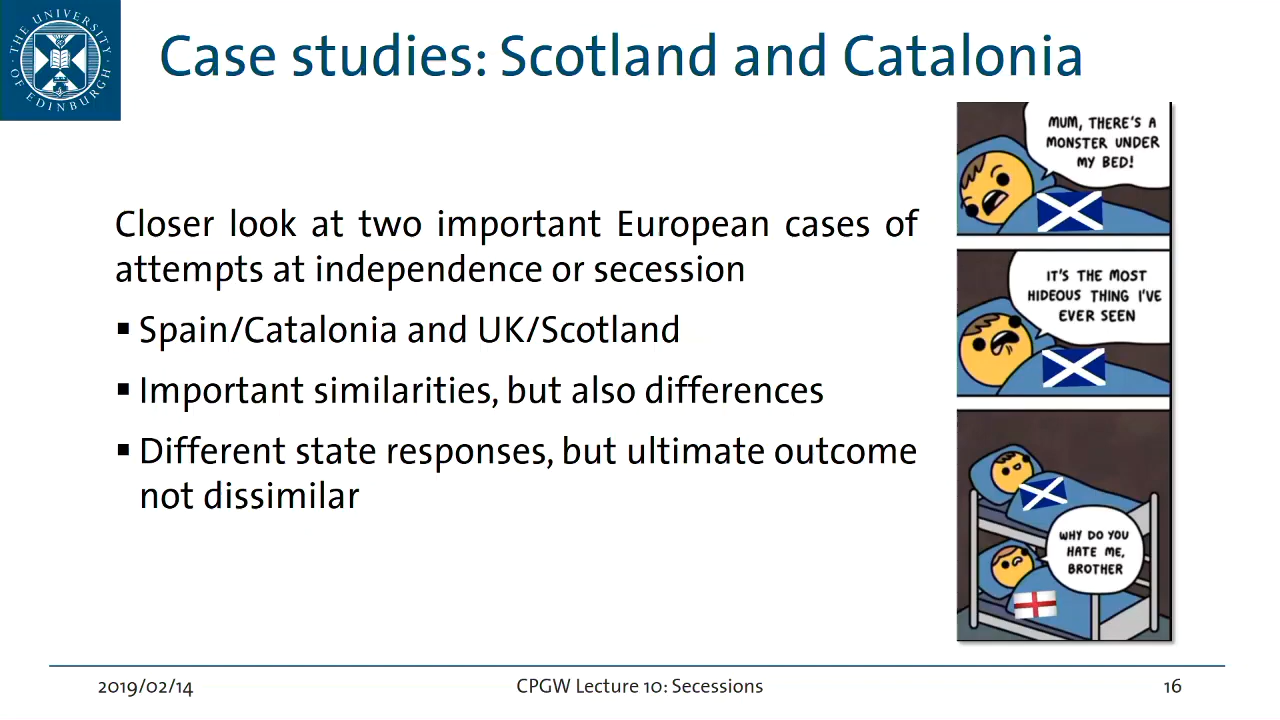 THE UNIVERSITY
OF EDINBURGH
Case studies: Scotland and Catalonia
Closer look at two important European cases of
attempts at independence or secession
▪ Spain/Catalonia and UK/Scotland
▪ Important similarities, but also differences
▪ Different state responses, but ultimate outcome
not dissimilar
MUM, THERE'S A
MONSTER UNDER
MY BED!
IT'S THE MOST
HIDEOUS THING I'VE
EVER SEEN
WHY DO YOU
HATE ME,
BROTHER
2019/02/14
CPGW Lecture 10: Secessions
16